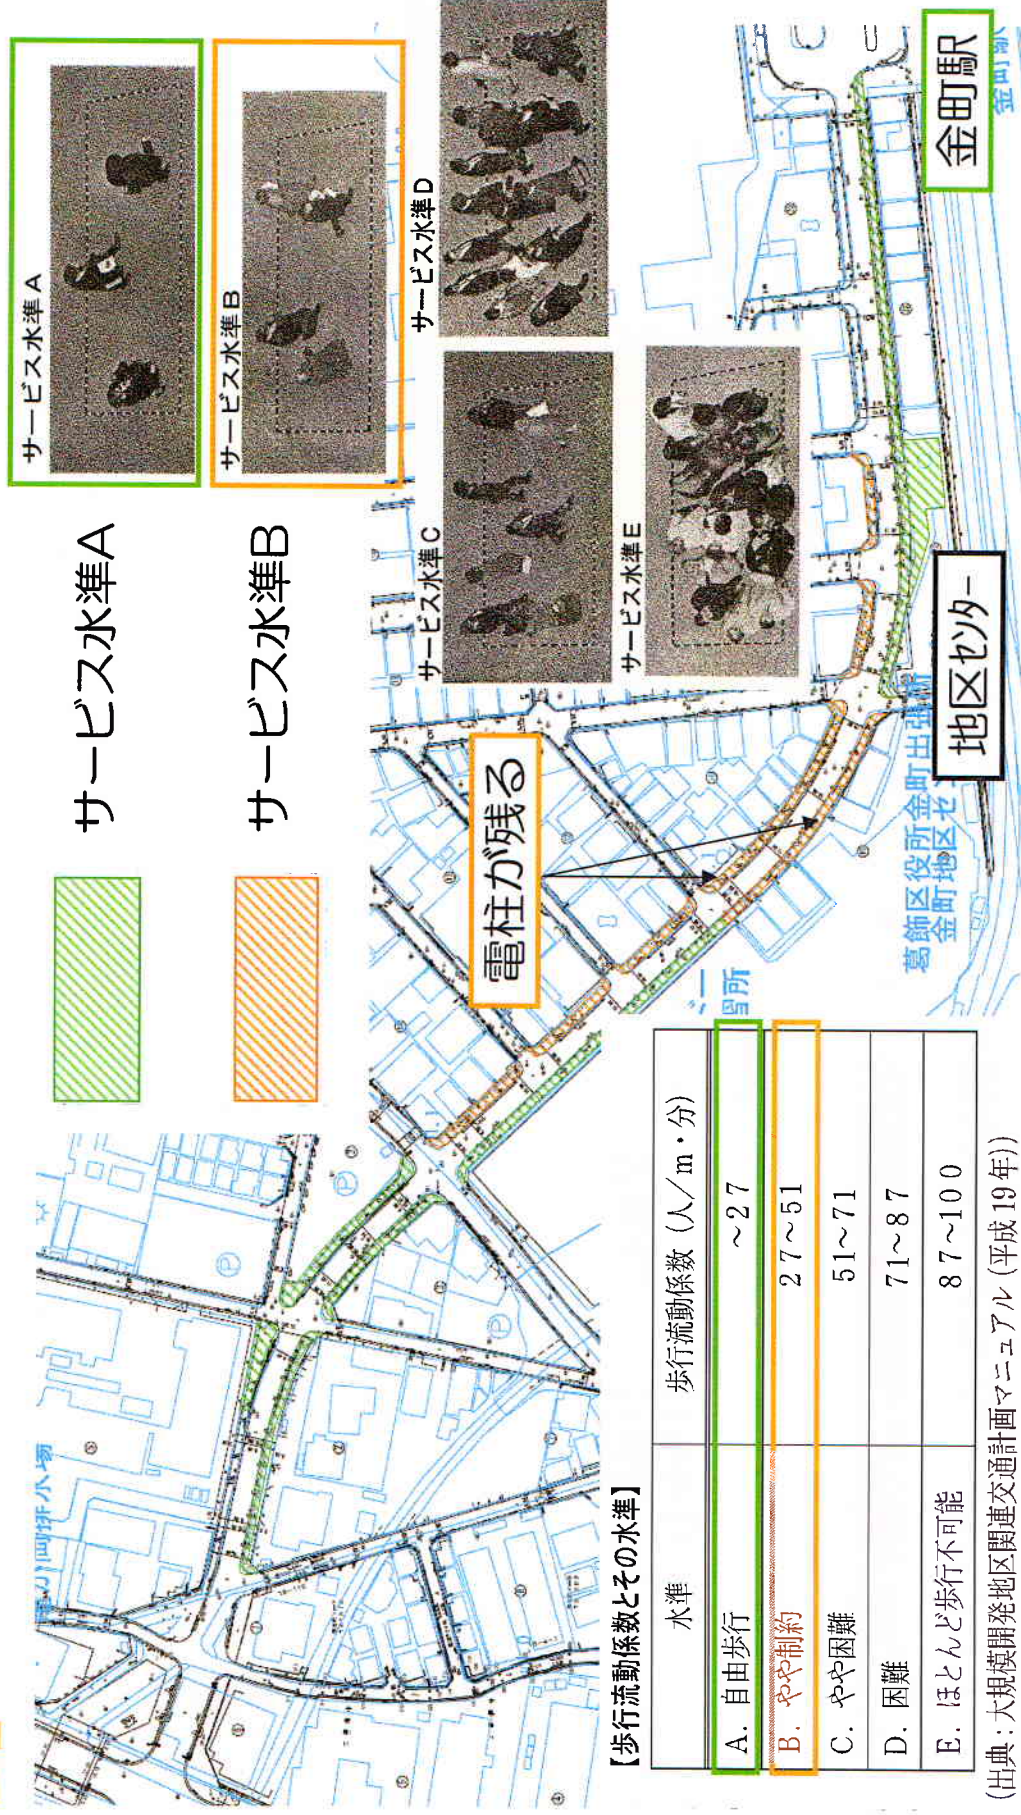 サービス水準A
サービス水準B
サービス水準A
サービス水準B
サービス水準C
サービス水準D
サービス水準E
電柱が残る
地区センター
金町駅
金町駅
葛飾区役所金町出張所
金町地区セン
【歩行流動係数とその水準】
水準 歩行流動係数（人／m・分）
A．自由歩行 ～27
B．やや制約 27～51
C．やや困難 51～71
D．困難 71～87
E．ほとんど歩行不可能 87～100
(出典：大規模開発地区関連交通計画マニュアル（平成19年))